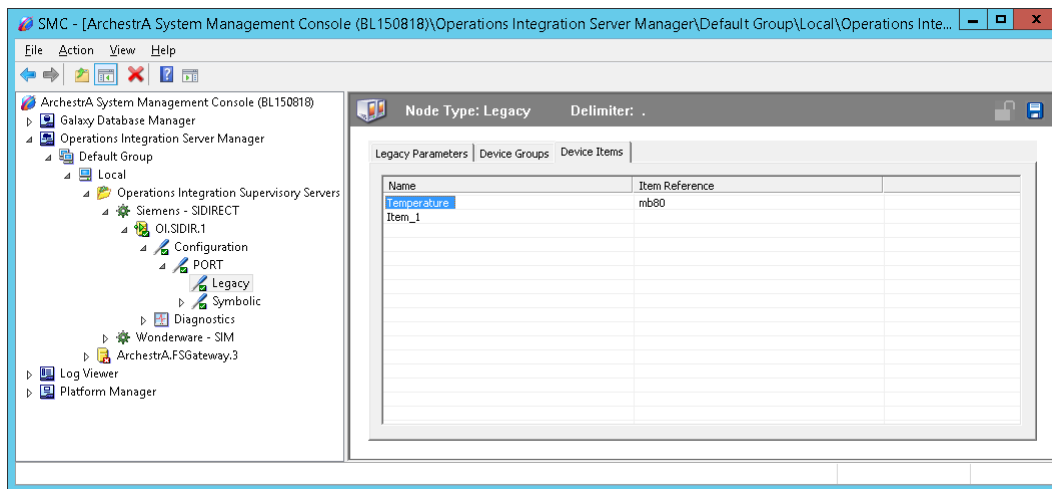 SMC - [ArchestrA System Management Console (BL150818)\Operations Integration Server Manager\Default Group\Local\Operations Inte...
File Action View Help
ArchestrA System Management Console (BL150818)
Galaxy Database Manager
Operations Integration Server Manager
Default Group
Local
Operations Integration Supervisory Servers
Siemens - SIDIRECT
OI.SIDIR.1
Configuration
PORT
Legacy
Symbolic
Diagnostics
Wonderware - SIM
ArchestrA.FSGateway.3
Log Viewer
Platform Manager
Node Type: Legacy Delimiter: .
Legacy Parameters Device Groups Device Items
Name Item Reference
Temperature mb80
Item_1